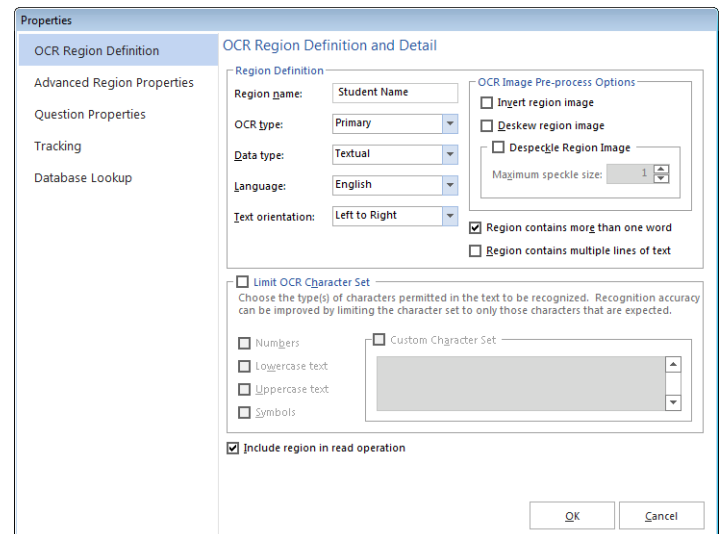 Properties
OCR Region Definition
Advanced Region Properties
Question Properties
Tracking
Database Lookup
OCR Region Definition and Detail
Region Definition
Region name:
Student Name
OCR type:
Primary
Data type:
Textual
Language:
English
Text orientation:
Left to Right
OCR Image Pre-process Options
Invert region image
Deskew region image
Despeckle Region Image
Maximum speckle size:
1
Region contains more than one word
Region contains multiple lines of text
Limit OCR Character Set
Choose the type(s) of characters permitted in the text to be recognized. Recognition accuracy
can be improved by limiting the character set to only those characters that are expected.
Numbers
Lowercase text
Uppercase text
Symbols
Custom Character Set
Include region in read operation
OK
Cancel